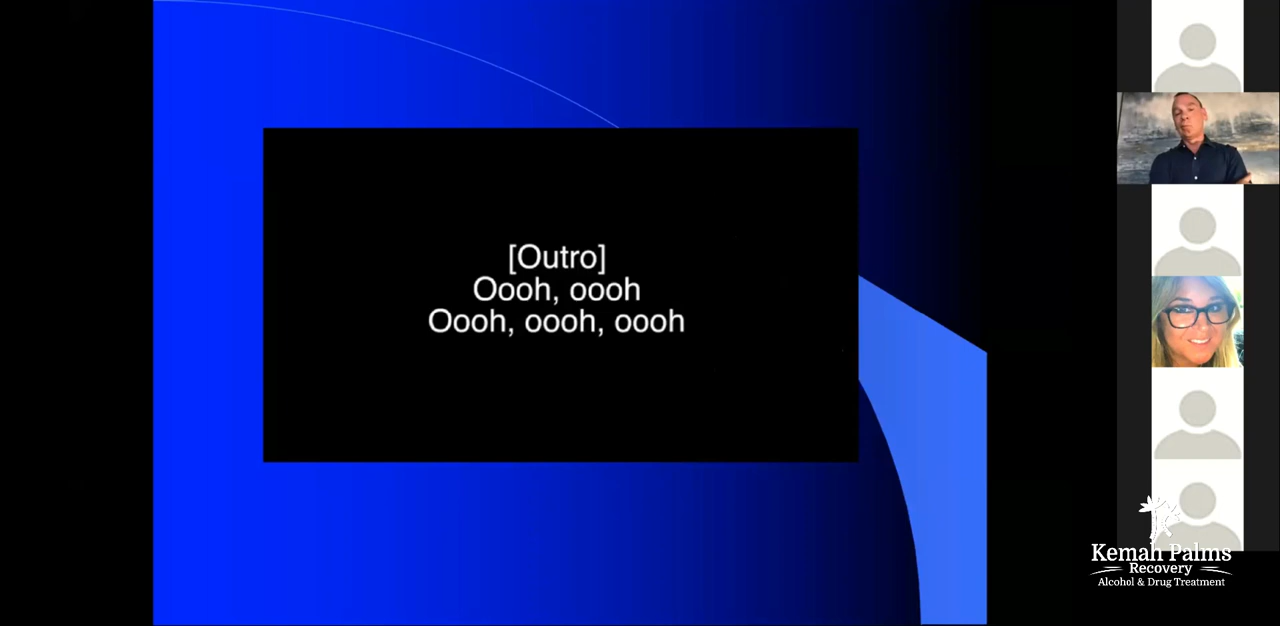 [Outro]
Oooh, oooh
Oooh, oooh, oooh
Kemah Palms
Recovery
Alcohol & Drug Treatment